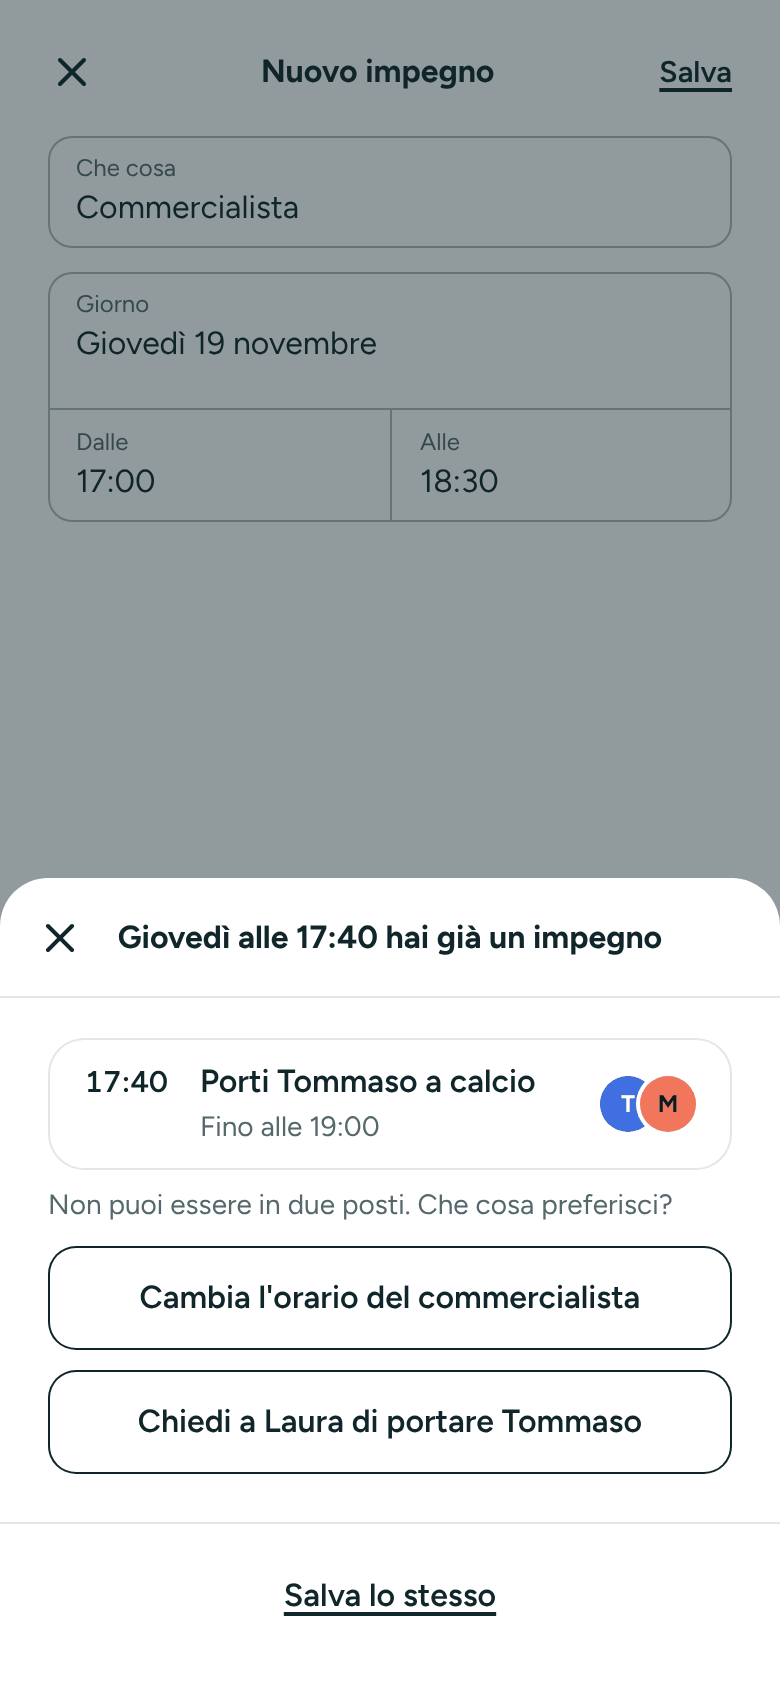 Nuovo impegno
Salva
Che cosa
Commercialista
Giorno
Giovedì 19 novembre
Dalle
17:00
Alle
18:30
Giovedì alle 17:40 hai già un impegno
17:40
Porti Tommaso a calcio
Fino alle 19:00
T
M
Non puoi essere in due posti. Che cosa preferisci?
Cambia l'orario del commercialista
Chiedi a Laura di portare Tommaso
Salva lo stesso